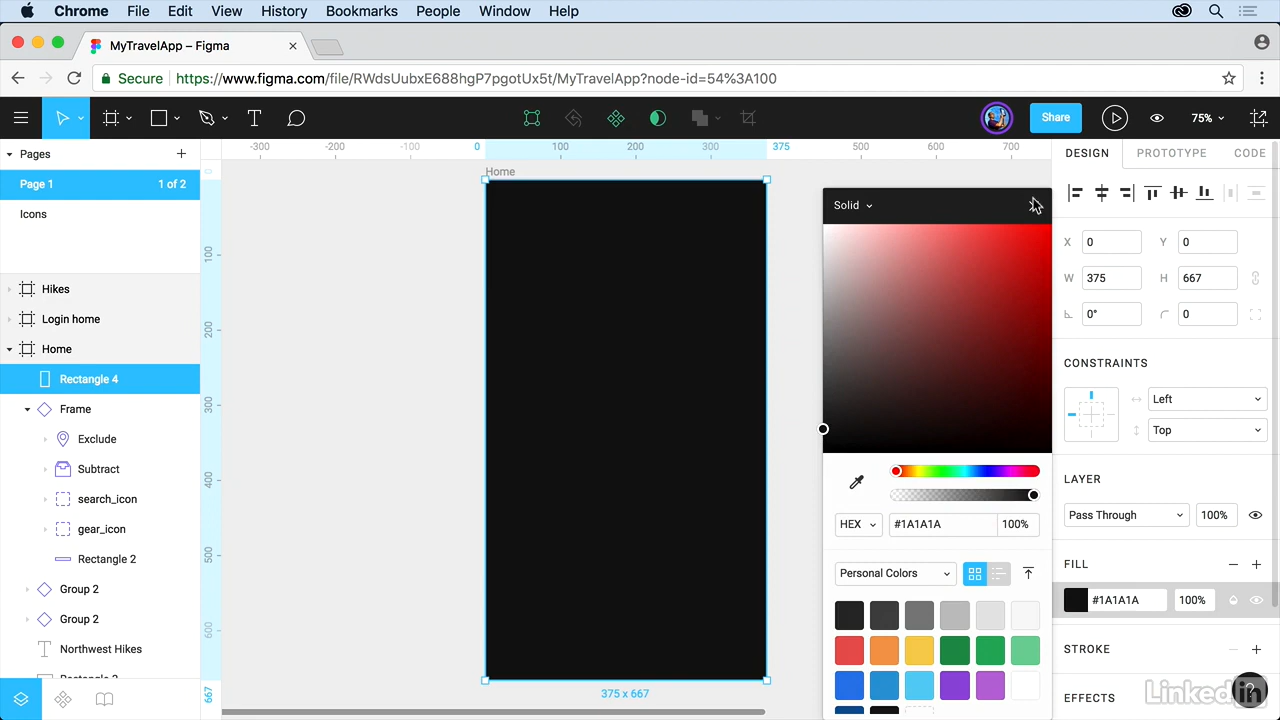 Chrome File Edit View History Bookmarks People Window Help
MyTravelApp – Figma
Secure https://www.figma.com/file/RWdsUubxE688hgP7pgotUx5t/MyTravelApp?node-id=54%3A100
Share 75%
Pages
Page 1 1 of 2
Icons
Hikes
Login home
Home
Rectangle 4
Frame
Exclude
Subtract
search_icon
gear_icon
Rectangle 2
Group 2
Group 2
Northwest Hikes
-300 -200 -100 0 100 200 300 375 500 600 700
100
200
300
400
500
600
667
Home
375 x 667
Solid
HEX #1A1A1A 100%
Personal Colors
DESIGN PROTOTYPE CODE
X 0 Y 0
W 375 H 667
0° 0
CONSTRAINTS
Left
Top
LAYER
Pass Through 100%
FILL
#1A1A1A 100%
STROKE
EFFECTS
Linked in
?